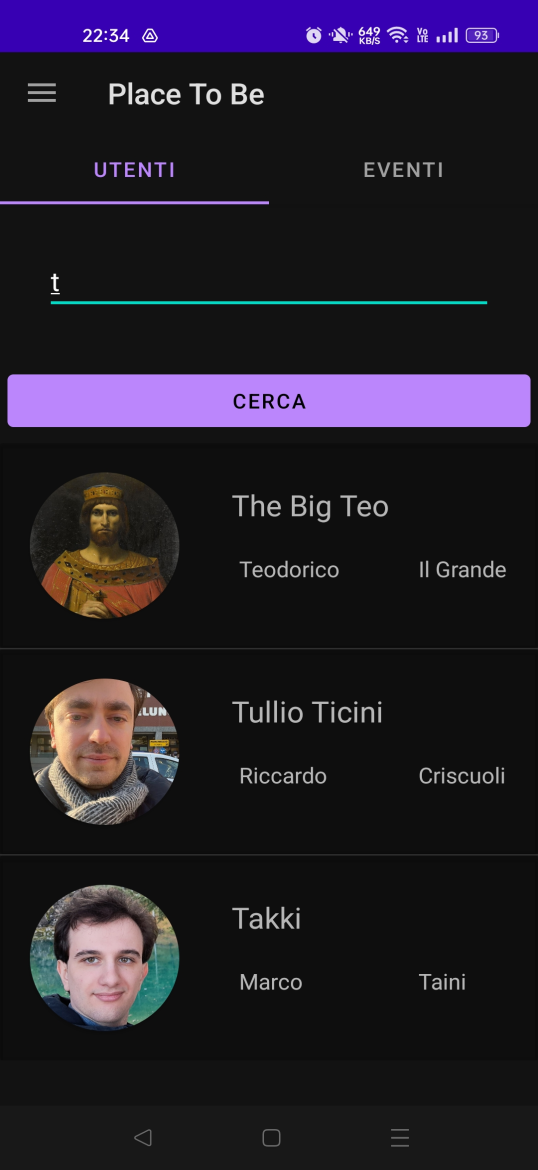 22:34 649 KB/S Vo LTE 93
Place To Be
UTENTI EVENTI
t
CERCA
The Big Teo
Teodorico Il Grande
Tullio Ticini
Riccardo Criscuoli
Takki
Marco Taini